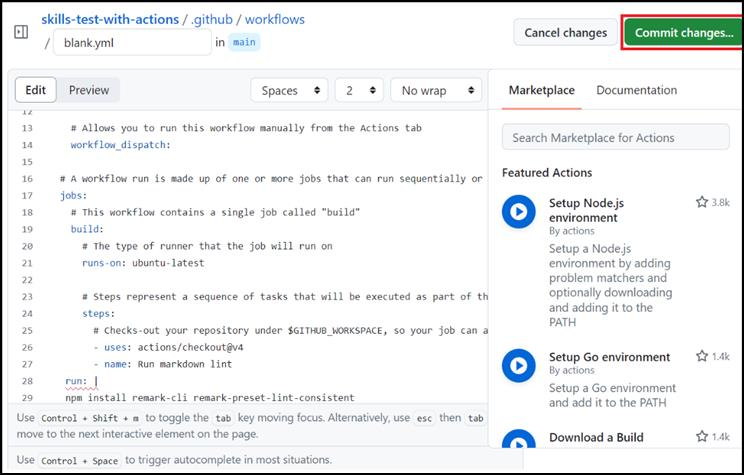 skills-test-with-actions / .github / workflows
/ blank.yml in main
Cancel changes
Commit changes...
Edit Preview
Spaces 2 No wrap
12
13 # Allows you to run this workflow manually from the Actions tab
14 workflow_dispatch:
15
16 # A workflow run is made up of one or more jobs that can run sequentially or
17 jobs:
18 # This workflow contains a single job called "build"
19 build:
20 # The type of runner that the job will run on
21 runs-on: ubuntu-latest
22
23 # Steps represent a sequence of tasks that will be executed as part of th
24 steps:
25 # Checks-out your repository under $GITHUB_WORKSPACE, so your job can a
26 - uses: actions/checkout@v4
27 - name: Run markdown lint
28 run: |
29 npm install remark-cli remark-preset-lint-consistent
Use Control + Shift + m to toggle the tab key moving focus. Alternatively, use esc then tab
move to the next interactive element on the page.
Use Control + Space to trigger autocomplete in most situations.
Marketplace Documentation
Search Marketplace for Actions
Featured Actions
Setup Node.js
environment
3.8k
By actions
Setup a Node.js
environment by adding
problem matchers and
optionally downloading
and adding it to the
PATH
Setup Go environment
1.4k
By actions
Setup a Go environment
and add it to the PATH
Download a Build
1.4k